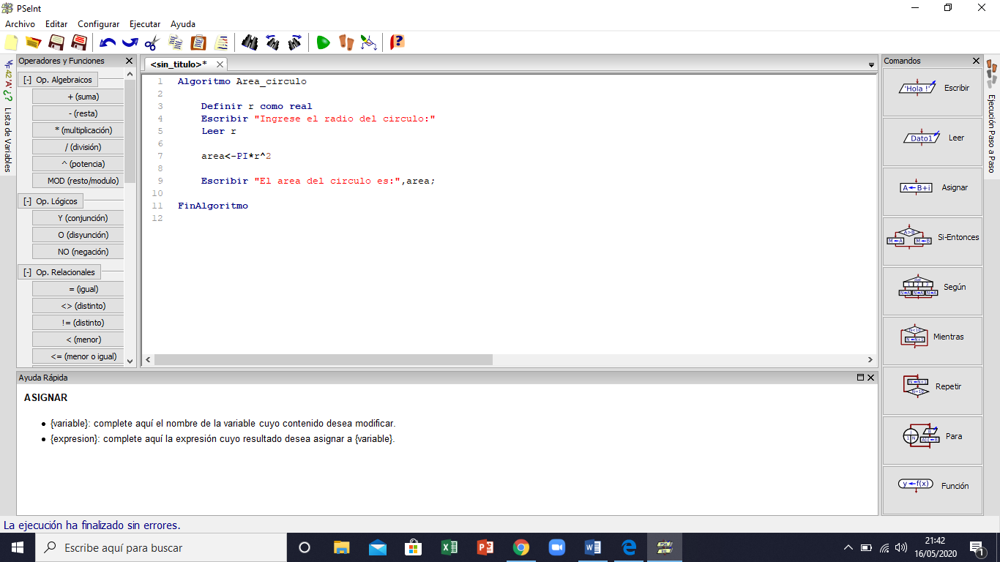 PSeInt
Archivo Editar Configurar Ejecutar Ayuda
Operadores y Funciones
<sin_titulo>*
Comandos
Lista de Variables
[-] Op. Algebraicos
+ (suma)
- (resta)
* (multiplicación)
/ (división)
^ (potencia)
MOD (resto/modulo)
[-] Op. Lógicos
Y (conjunción)
O (disyunción)
NO (negación)
[-] Op. Relacionales
= (igual)
<> (distinto)
!= (distinto)
< (menor)
<= (menor o igual)
1 Algoritmo Area_circulo
2
3 Definir r como real
4 Escribir "Ingrese el radio del circulo:"
5 Leer r
6
7 area<-PI*r^2
8
9 Escribir "El area del circulo es:",area;
10
11 FinAlgoritmo
12
'Hola !' Escribir
Dato1 Leer
A B+i Asignar
A>B M A M B Si-Entonces
Según
Mientras
Repetir
Para
y f(x) Función
Ejecución Paso a Paso
Ayuda Rápida
ASIGNAR
• {variable}: complete aquí el nombre de la variable cuyo contenido desea modificar.
• {expresion}: complete aquí la expresión cuyo resultado desea asignar a {variable}.
La ejecución ha finalizado sin errores.
Escribe aquí para buscar
21:42
16/05/2020
1